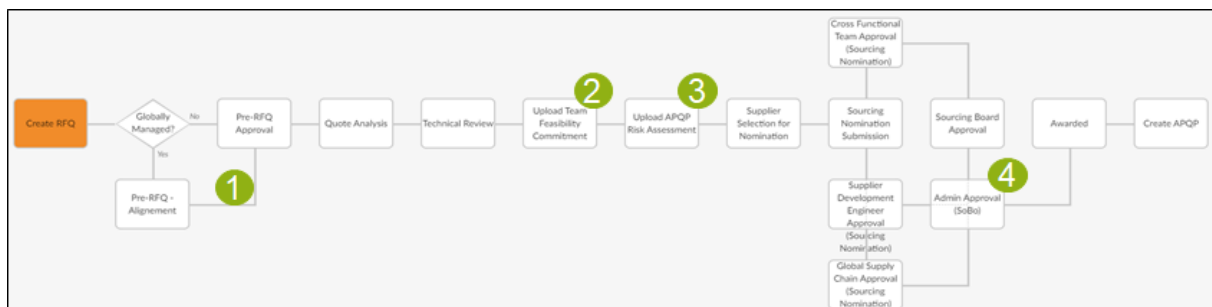 Cross Functional
Team Approval
(Sourcing
Nomination)
2
3
Create RFQ
Globally
Managed?
No
Yes
Pre-RFQ
Approval
Quote Analysis
Technical Review
Upload Team
Feasibility
Commitment
Upload APQP
Risk Assessment
Supplier
Selection for
Nomination
Sourcing
Nomination
Submission
Sourcing Board
Approval
Awarded
Create APQP
1
4
Pre-RFQ -
Alignement
Supplier
Development
Engineer
Approval
(Sourcing
Nomination)
Admin Approval
(SoBo)
Global Supply
Chain Approval
(Sourcing
Nomination)